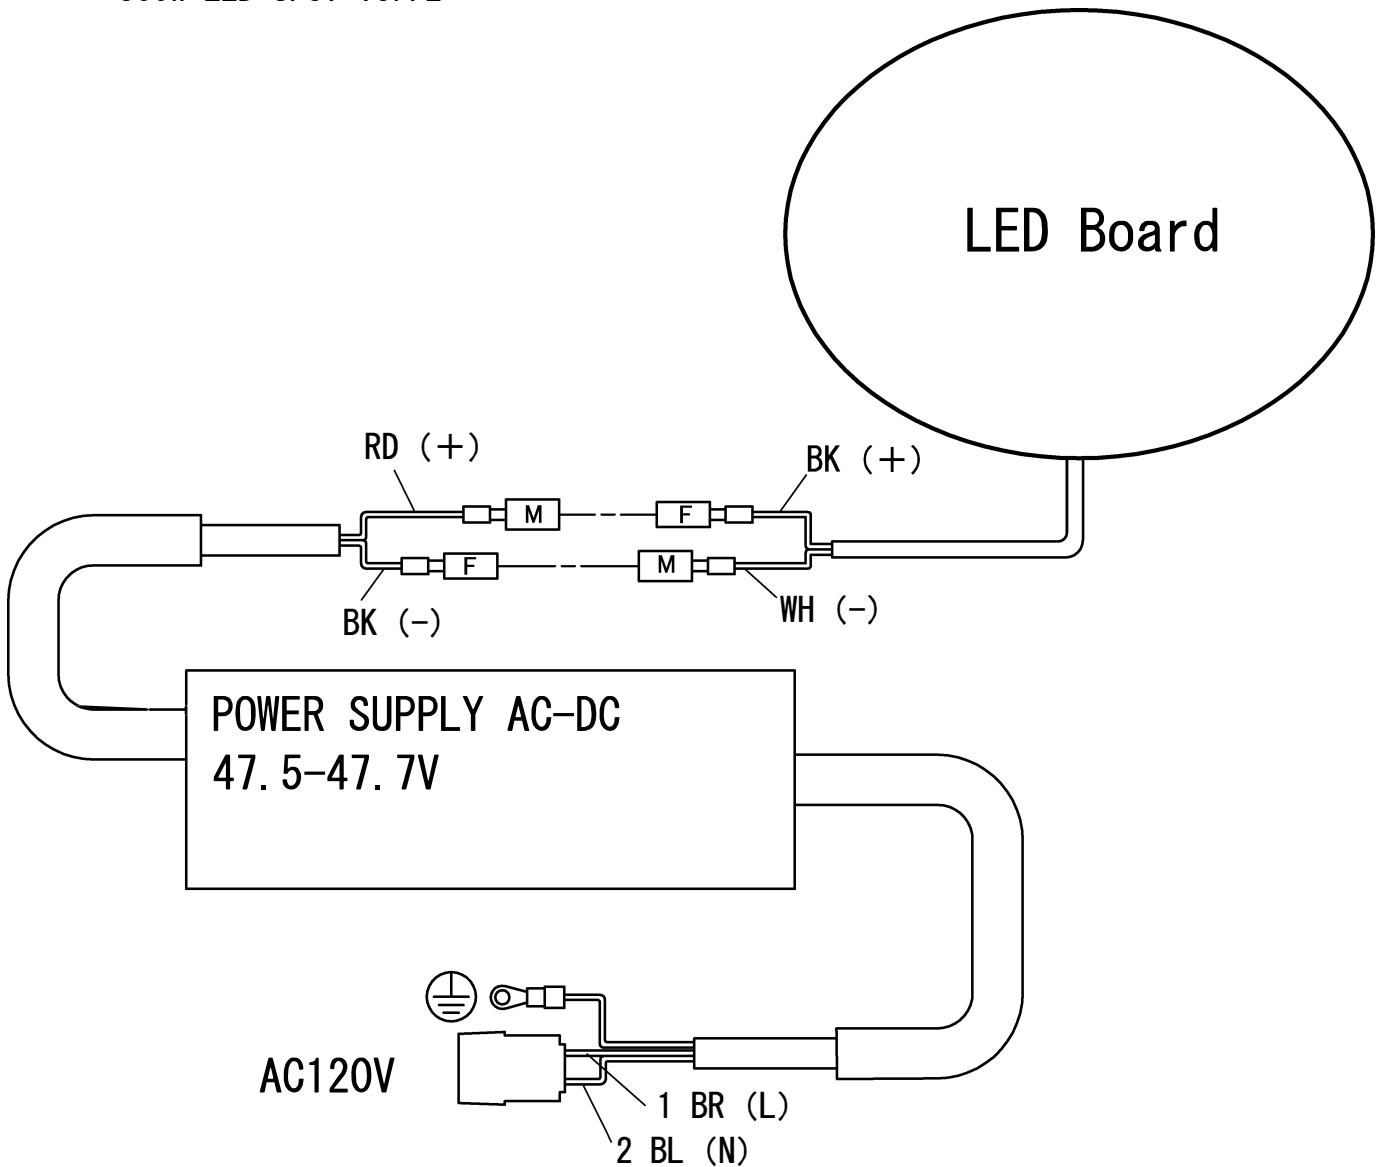 LED Board
RD (+)
BK (+)
M
F
F
M
BK (-)
WH (-)
POWER SUPPLY AC-DC
47.5-47.7V
AC120V
1 BR (L)
2 BL (N)